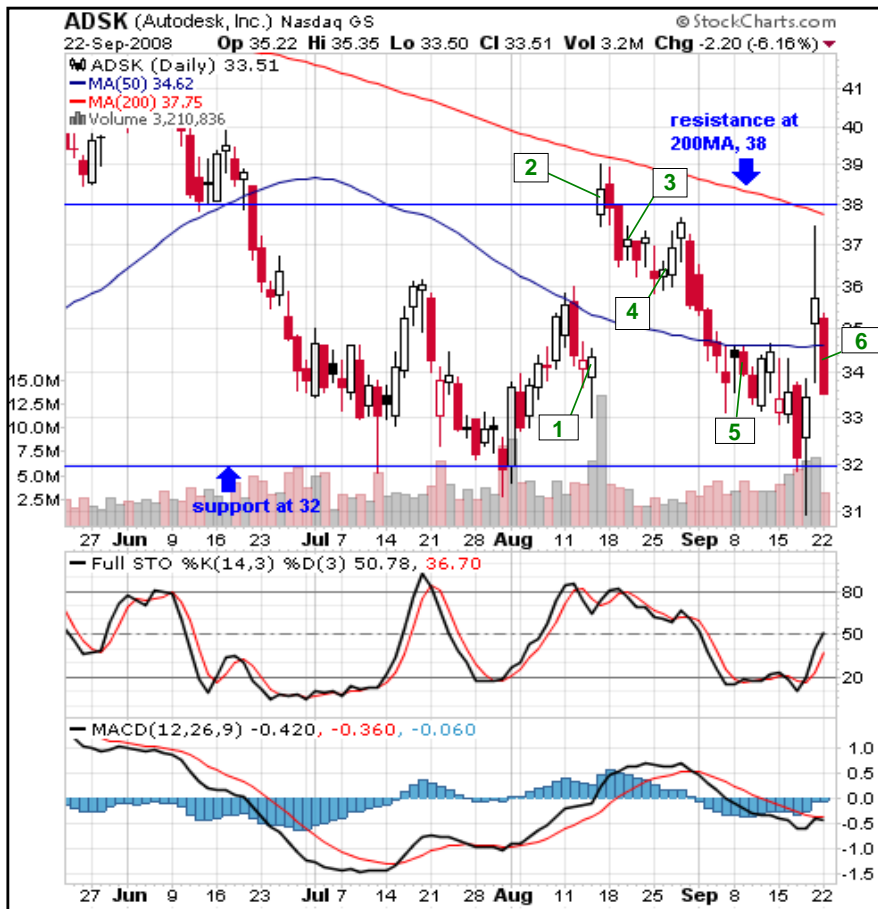 ADSK (Autodesk, Inc.) Nasdaq GS © StockCharts.com
22-Sep-2008 Op 35.22 Hi 35.35 Lo 33.50 Cl 33.51 Vol 3.2M Chg -2.20 (-6.16%)
ADSK (Daily) 33.51
MA(50) 34.62
MA(200) 37.75
Volume 3,210,836
resistance at
200MA, 38
2
3
4
1
5
6
support at 32
41
40
39
38
37
36
35
34
33
32
31
15.0M
12.5M
10.0M
7.5M
5.0M
2.5M
27 Jun 9 16 23 Jul 7 14 21 28 Aug 11 18 25 Sep 8 15 22
Full STO %K(14,3) %D(3) 50.78, 36.70
80
50
20
MACD(12,26,9) -0.420, -0.360, -0.060
1.0
0.5
0.0
-0.5
-1.0
-1.5
27 Jun 9 16 23 Jul 7 14 21 28 Aug 11 18 25 Sep 8 15 22